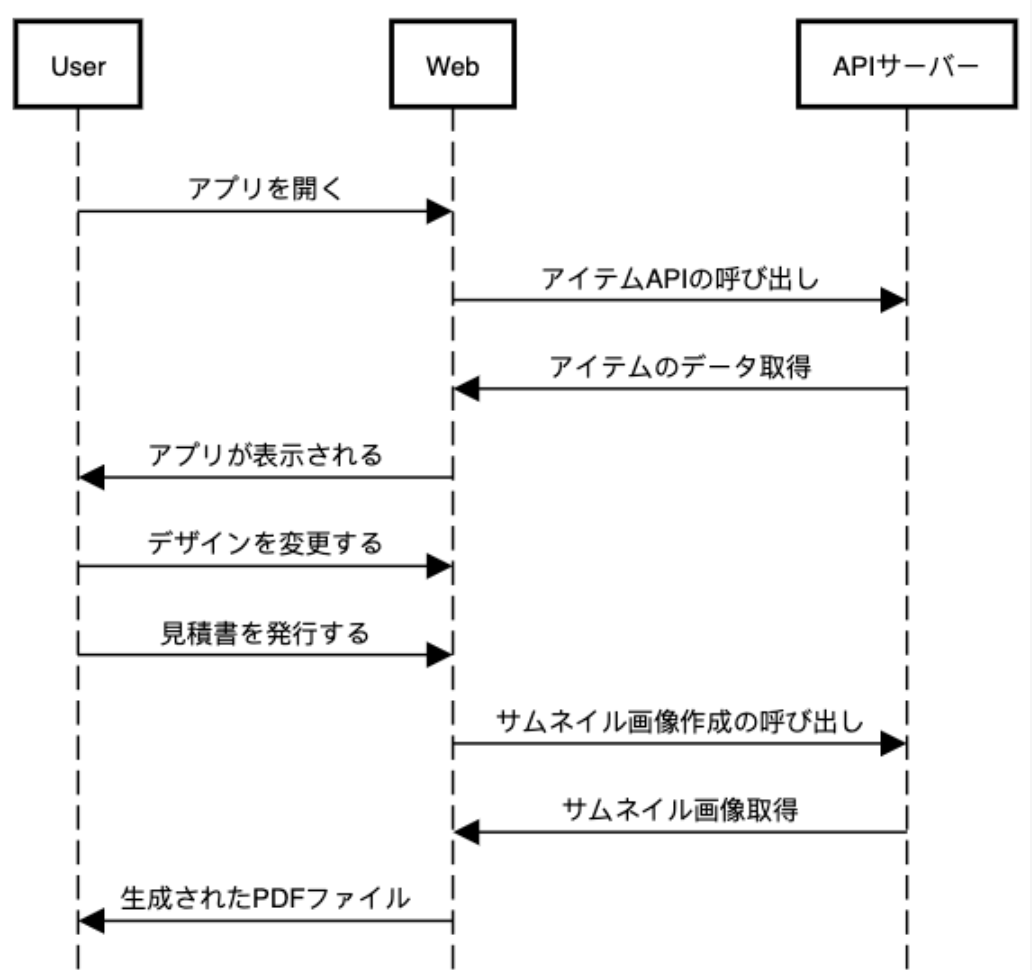 User
Web
APIサーバー
アプリを開く
アイテムAPIの呼び出し
アイテムのデータ取得
アプリが表示される
デザインを変更する
見積書を発行する
サムネイル画像作成の呼び出し
サムネイル画像取得
生成されたPDFファイル